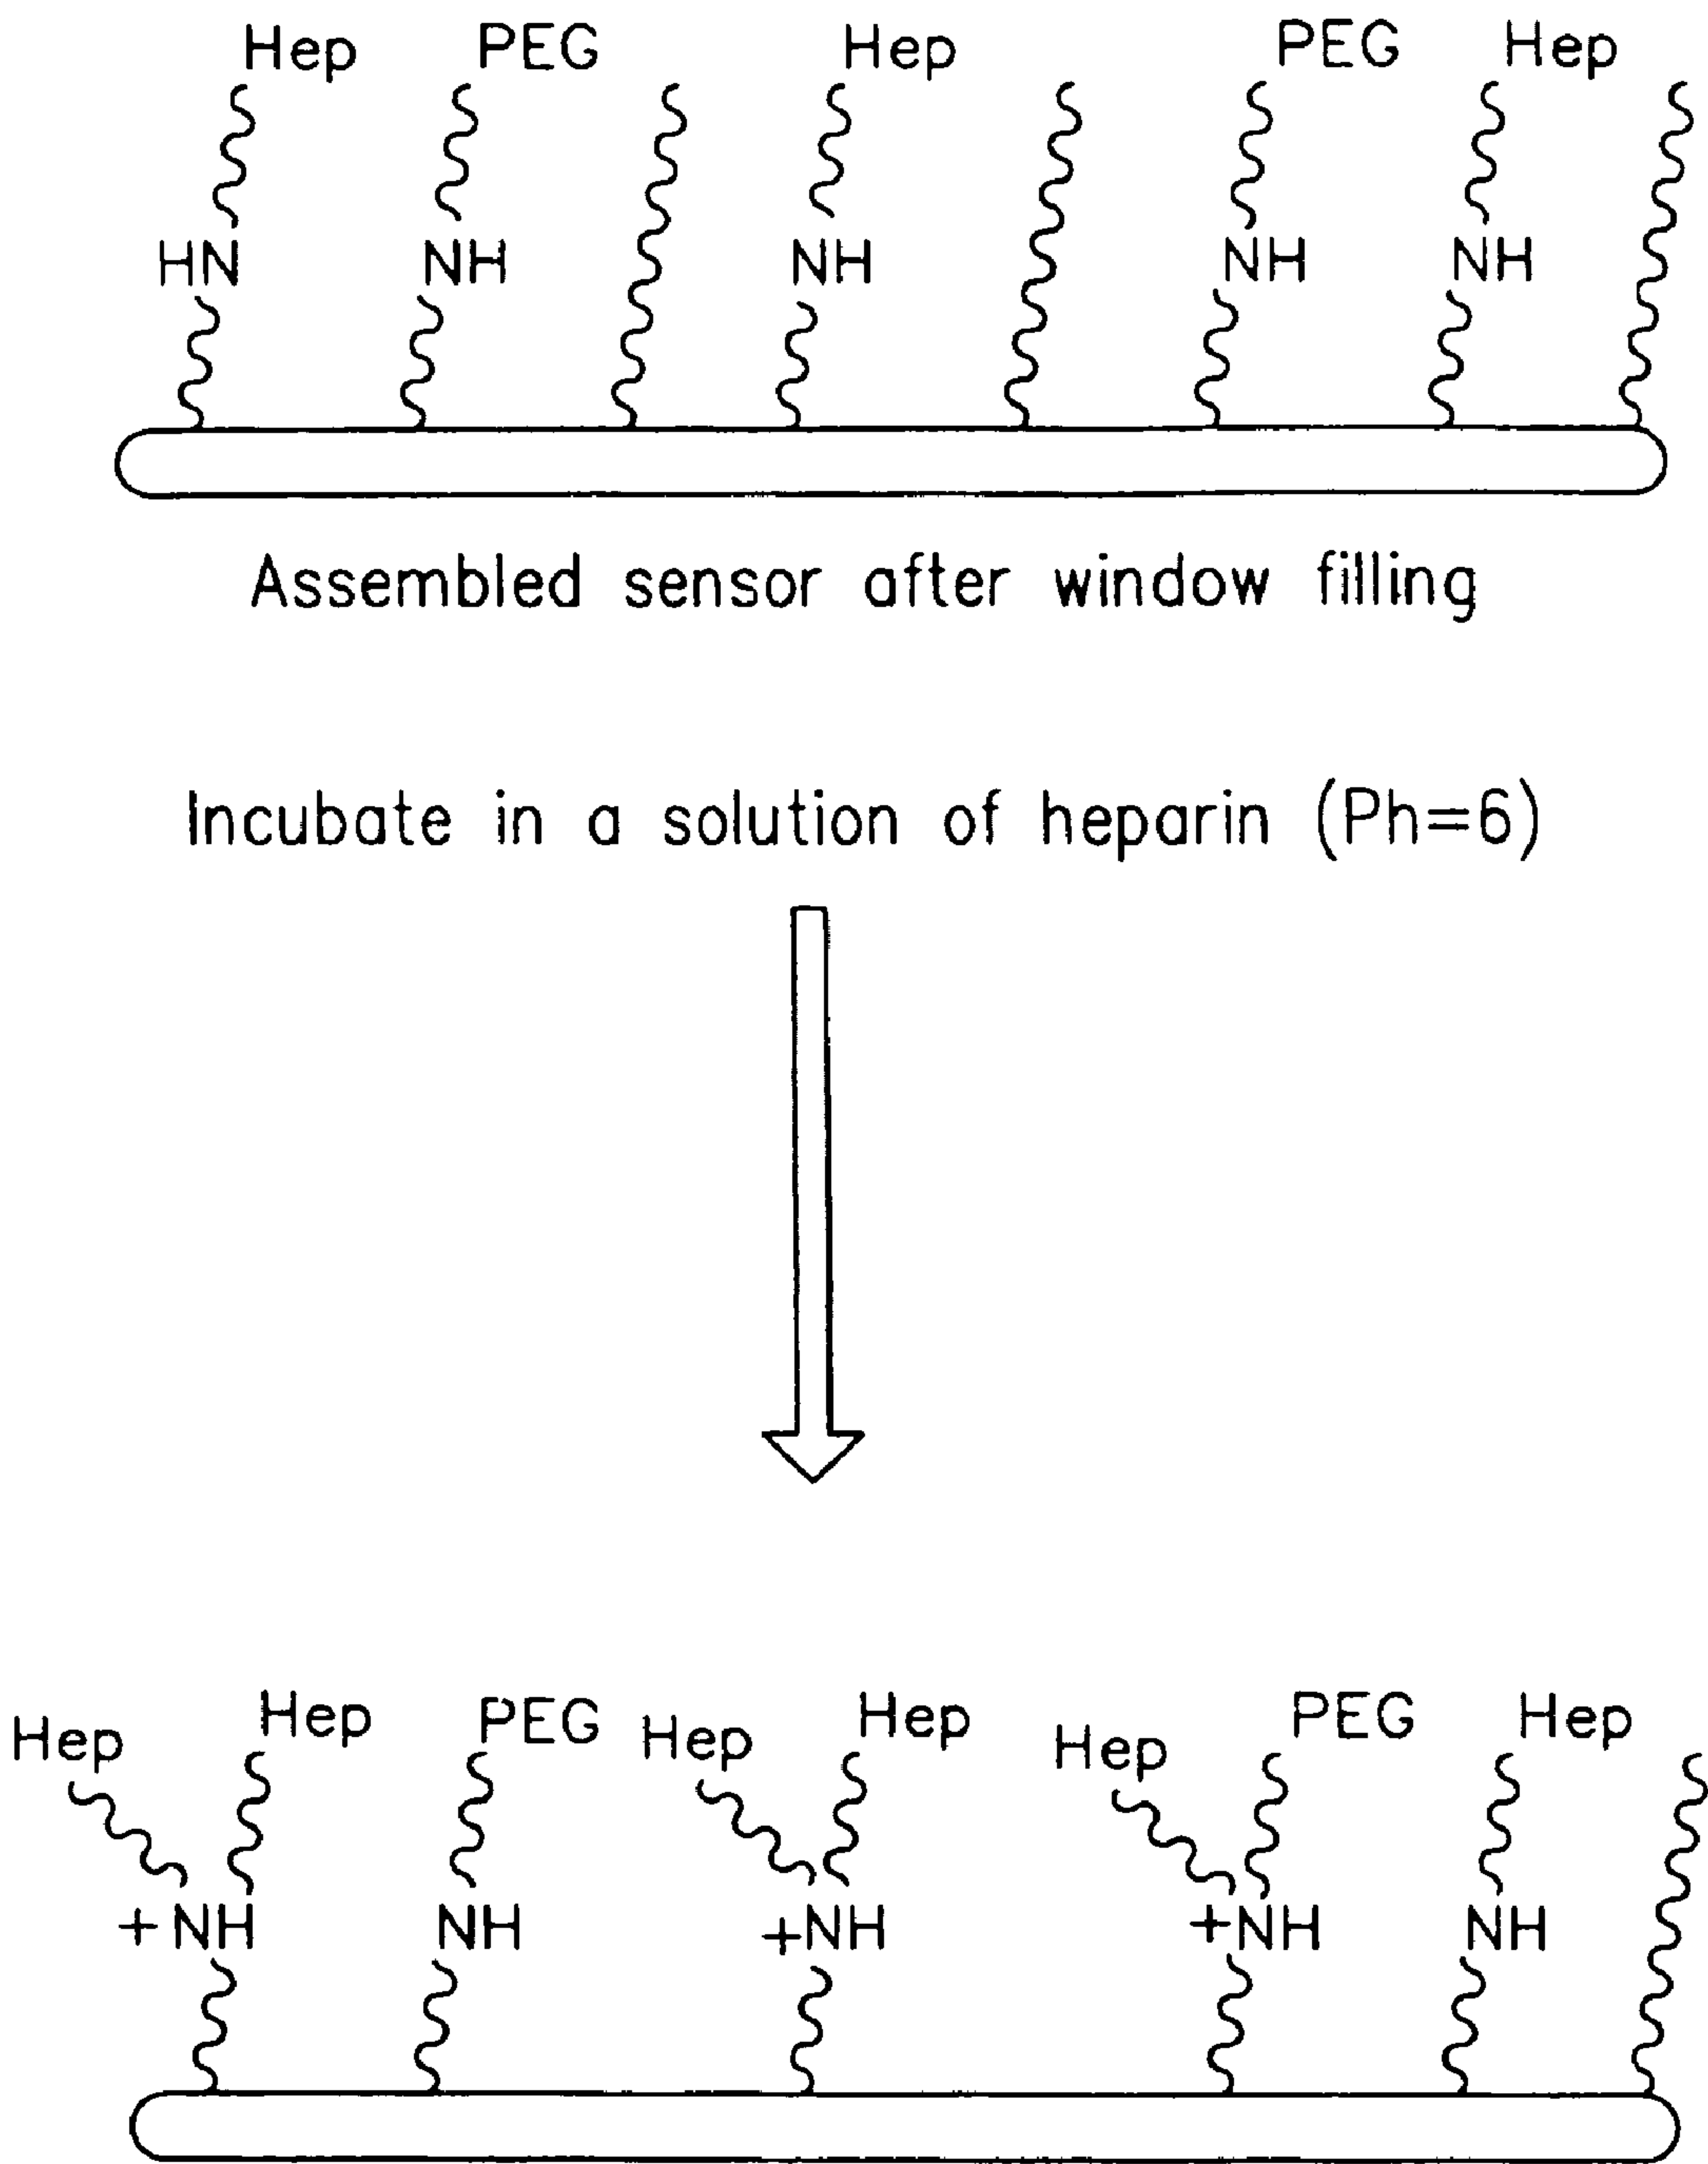 Hep PEG Hep PEG Hep
HN NH NH NH NH
Assembled sensor after window filling
Incubate in a solution of heparin (Ph=6)
Hep Hep PEG Hep Hep Hep PEG Hep
+NH NH +NH +NH NH